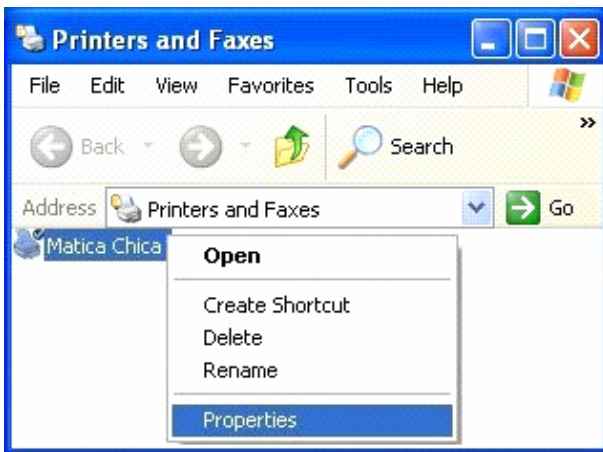 Printers and Faxes
File Edit View Favorites Tools Help
Back Search »
Address Printers and Faxes Go
Matica Chica
Open
Create Shortcut
Delete
Rename
Properties